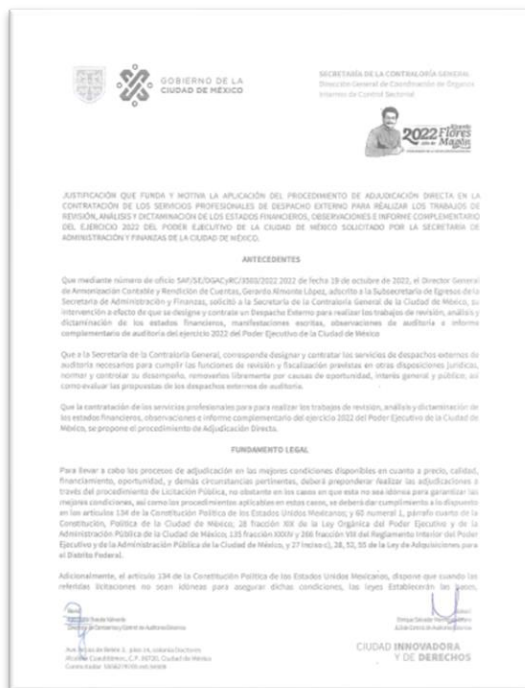 GOBIERNO DE LA
CIUDAD DE MÉXICO
SECRETARÍA DE LA CONTRALORÍA GENERAL
Dirección General de Coordinación de Órganos
Internos de Control Sectorial
2022 Ricardo
Flores
año de Magón
JUSTIFICACIÓN QUE FUNDA Y MOTIVA LA APLICACIÓN DEL PROCEDIMIENTO DE ADJUDICACIÓN DIRECTA EN LA
CONTRATACIÓN DE LOS SERVICIOS PROFESIONALES DE DESPACHO EXTERNO PARA REALIZAR LOS TRABAJOS DE
REVISIÓN, ANÁLISIS Y DICTAMINACIÓN DE LOS ESTADOS FINANCIEROS, OBSERVACIONES E INFORME COMPLEMENTARIO
DEL EJERCICIO 2022 DEL PODER EJECUTIVO DE LA CIUDAD DE MÉXICO SOLICITADO POR LA SECRETARÍA DE
ADMINISTRACIÓN Y FINANZAS DE LA CIUDAD DE MÉXICO.
ANTECEDENTES
Que mediante número de oficio SAF/SE/DGACyRC/3503/2022 2022 de fecha 19 de octubre de 2022, el Director General
de Armonización Contable y Rendición de Cuentas, Gerardo Almonte López, adscrito a la Subsecretaría de Egresos de la
Secretaría de Administración y Finanzas, solicitó a la Secretaría de la Contraloría General de la Ciudad de México, su
intervención a efecto de que se designe y contrate un Despacho Externo para realizar los trabajos de revisión, análisis y
dictaminación de los estados financieros, manifestaciones escritas, observaciones de auditoría e informe
complementario de auditoría del ejercicio 2022 del Poder Ejecutivo de la Ciudad de México
Que a la Secretaría de la Contraloría General, corresponde designar y contratar los servicios de despachos externos de
auditoría necesarios para cumplir las funciones de revisión y fiscalización previstas en otras disposiciones jurídicas,
normar y controlar su desempeño, removerlos libremente por causas de oportunidad, interés general y público; así
como evaluar las propuestas de los despachos externos de auditoría.
Que la contratación de los servicios profesionales para para realizar los trabajos de revisión, análisis y dictaminación de
los estados financieros, observaciones e informe complementario del ejercicio 2022 del Poder Ejecutivo de la Ciudad de
México, se propone el procedimiento de Adjudicación Directa.
FUNDAMENTO LEGAL
Para llevar a cabo los procesos de adjudicación en las mejores condiciones disponibles en cuanto a precio, calidad,
financiamiento, oportunidad, y demás circunstancias pertinentes, deberá preponderar realizar las adjudicaciones a
través del procedimiento de Licitación Pública, no obstante en los casos en que esta no sea idónea para garantizar las
mejores condiciones, así como los procedimientos aplicables en estos casos, se deberá dar cumplimiento a lo dispuesto
en los artículos 134 de la Constitución Política de los Estados Unidos Mexicanos; y 60 numeral 1, párrafo cuarto de la
Constitución, Política de la Ciudad de México; 28 fracción XIX de la Ley Orgánica del Poder Ejecutivo y de la
Administración Pública de la Ciudad de México; 135 fracción XXXIV y 266 fracción VIII del Reglamento Interior del Poder
Ejecutivo y de la Administración Pública de la Ciudad de México, y 27 inciso c), 28, 52, 55 de la Ley de Adquisiciones para
el Distrito Federal.
Adicionalmente, el artículo 134 de la Constitución Política de los Estados Unidos Mexicanos, dispone que cuando las
referidas licitaciones no sean idóneas para asegurar dichas condiciones, las leyes Establecerán las bases,
CIUDAD INNOVADORA
Y DE DERECHOS